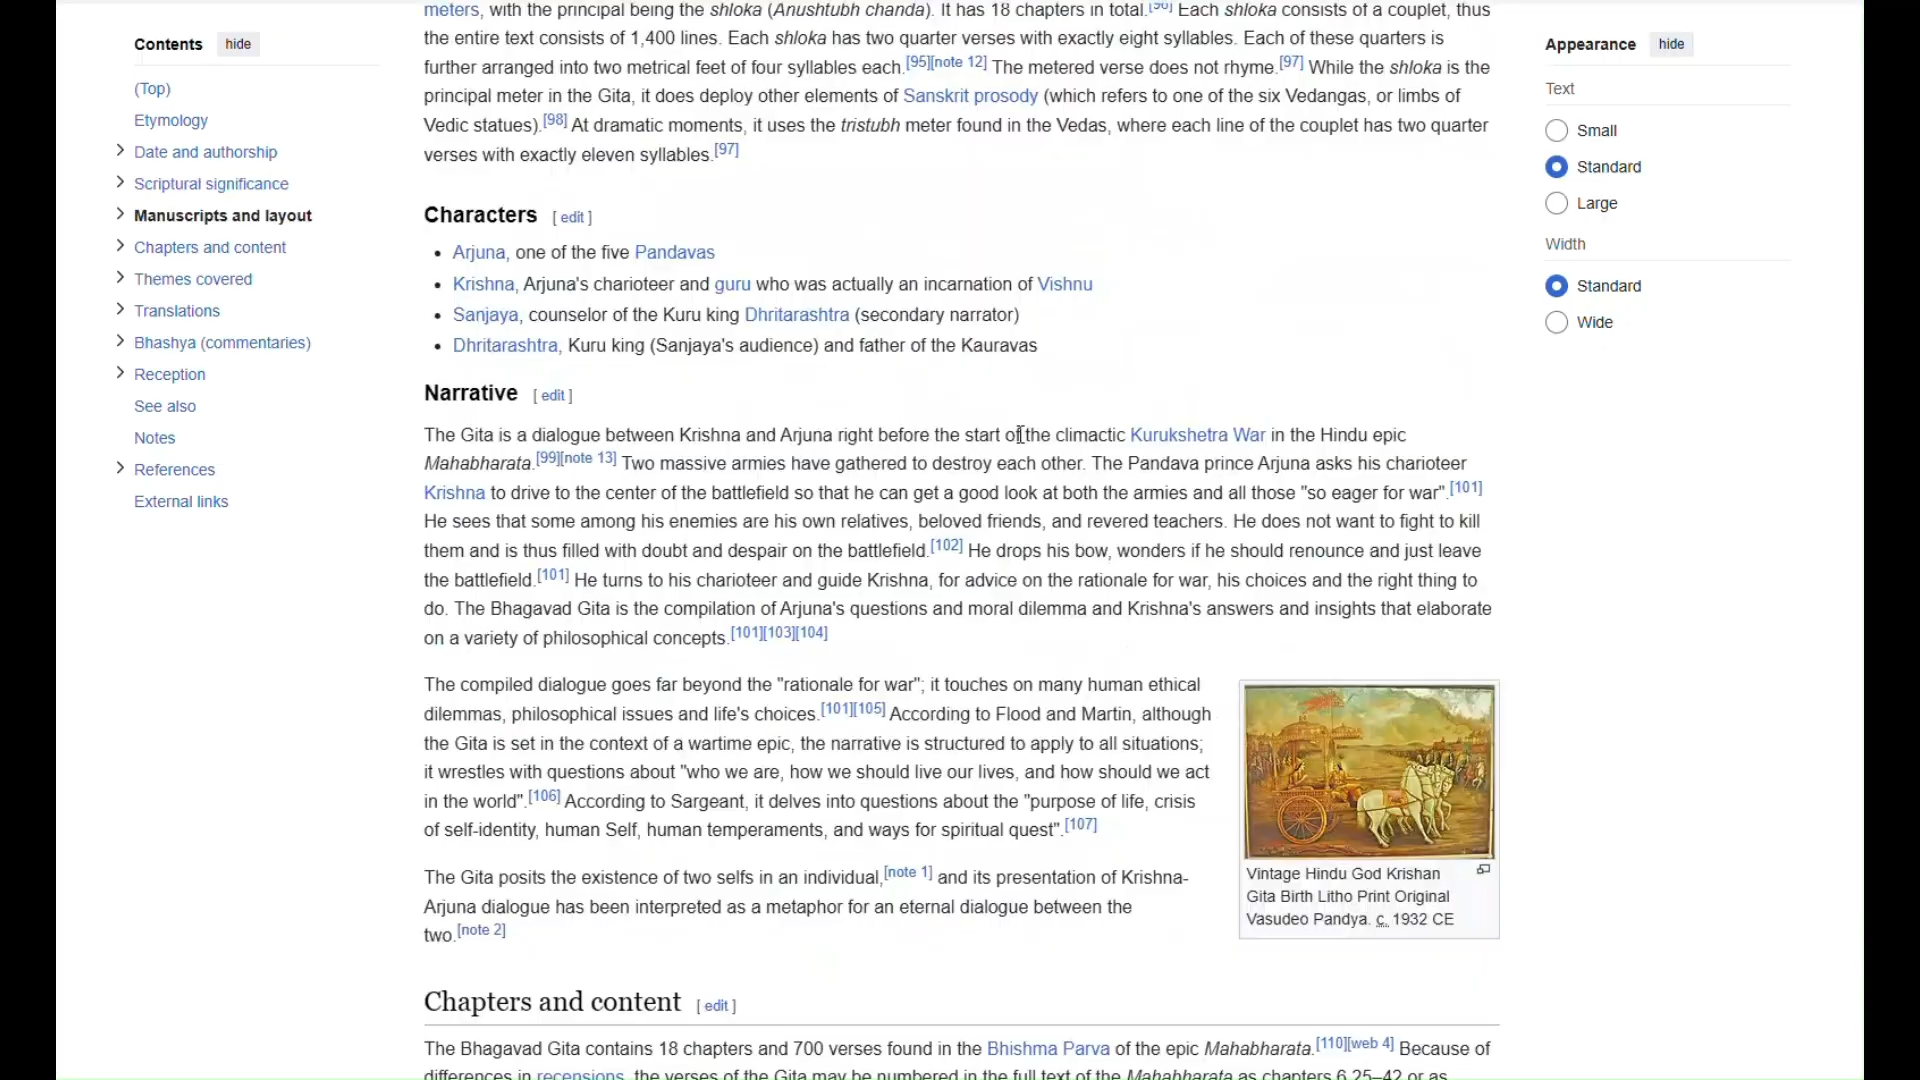 Contents hide
(Top)
Etymology
Date and authorship
Scriptural significance
Manuscripts and layout
Chapters and content
Themes covered
Translations
Bhashya (commentaries)
Reception
See also
Notes
References
External links
meters, with the principal being the shloka (Anushtubh chanda). It has 18 chapters in total.[96] Each shloka consists of a couplet, thus
the entire text consists of 1,400 lines. Each shloka has two quarter verses with exactly eight syllables. Each of these quarters is
further arranged into two metrical feet of four syllables each.[95][note 12] The metered verse does not rhyme.[97] While the shloka is the
principal meter in the Gita, it does deploy other elements of Sanskrit prosody (which refers to one of the six Vedangas, or limbs of
Vedic statues).[98] At dramatic moments, it uses the tristubh meter found in the Vedas, where each line of the couplet has two quarter
verses with exactly eleven syllables.[97]
Characters [ edit ]
• Arjuna, one of the five Pandavas
• Krishna, Arjuna's charioteer and guru who was actually an incarnation of Vishnu
• Sanjaya, counselor of the Kuru king Dhritarashtra (secondary narrator)
• Dhritarashtra, Kuru king (Sanjaya's audience) and father of the Kauravas
Narrative [ edit ]
The Gita is a dialogue between Krishna and Arjuna right before the start of the climactic Kurukshetra War in the Hindu epic
Mahabharata.[99][note 13] Two massive armies have gathered to destroy each other. The Pandava prince Arjuna asks his charioteer
Krishna to drive to the center of the battlefield so that he can get a good look at both the armies and all those "so eager for war".[101]
He sees that some among his enemies are his own relatives, beloved friends, and revered teachers. He does not want to fight to kill
them and is thus filled with doubt and despair on the battlefield.[102] He drops his bow, wonders if he should renounce and just leave
the battlefield.[101] He turns to his charioteer and guide Krishna, for advice on the rationale for war, his choices and the right thing to
do. The Bhagavad Gita is the compilation of Arjuna's questions and moral dilemma and Krishna's answers and insights that elaborate
on a variety of philosophical concepts.[101][103][104]
The compiled dialogue goes far beyond the "rationale for war"; it touches on many human ethical
dilemmas, philosophical issues and life's choices.[101][105] According to Flood and Martin, although
the Gita is set in the context of a wartime epic, the narrative is structured to apply to all situations;
it wrestles with questions about "who we are, how we should live our lives, and how should we act
in the world".[106] According to Sargeant, it delves into questions about the "purpose of life, crisis
of self-identity, human Self, human temperaments, and ways for spiritual quest".[107]
The Gita posits the existence of two selfs in an individual,[note 1] and its presentation of Krishna-
Arjuna dialogue has been interpreted as a metaphor for an eternal dialogue between the
two.[note 2]
Vintage Hindu God Krishan
Gita Birth Litho Print Original
Vasudeo Pandya. c. 1932 CE
Chapters and content [ edit ]
The Bhagavad Gita contains 18 chapters and 700 verses found in the Bhishma Parva of the epic Mahabharata.[110][web 4] Because of
differences in recensions, the verses of the Gita may be numbered in the full text of the Mahabharata as chapters 6.25–42 or as
Appearance hide
Text
Small
Standard
Large
Width
Standard
Wide